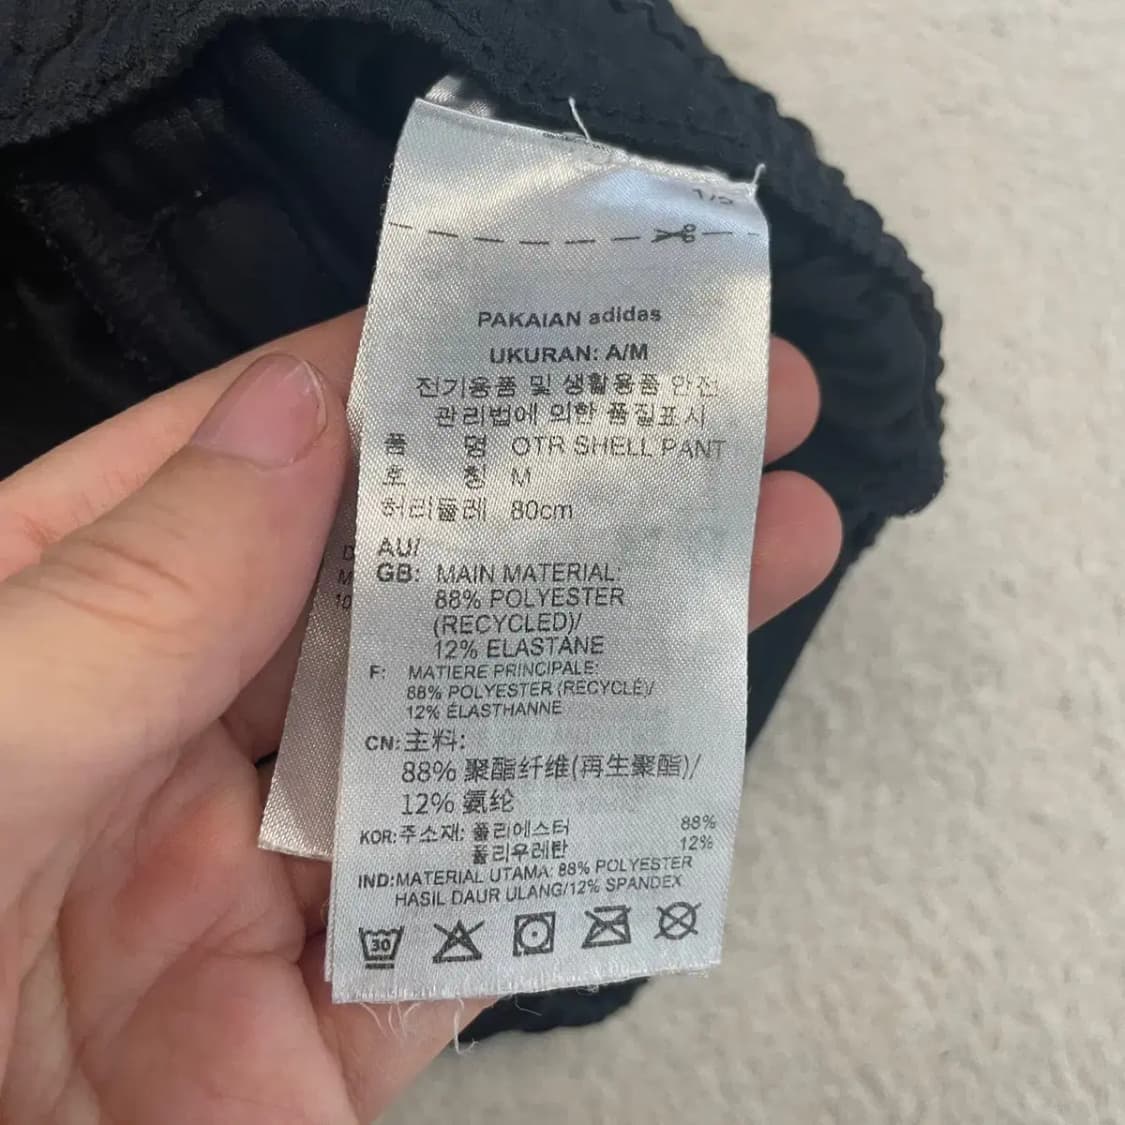 1/5
PAKAIAN adidas
UKURAN: A/M
전기용품 및 생활용품 안전
관리법에 의한 품질표시
품 명 OTR SHELL PANT
호 칭 M
허리둘레 80cm
AU/
GB: MAIN MATERIAL:
88% POLYESTER
(RECYCLED)/
12% ELASTANE
F: MATIERE PRINCIPALE:
88% POLYESTER (RECYCLÉ)/
12% ÉLASTHANNE
CN: 主料:
88% 聚酯纤维(再生聚酯)/
12% 氨纶
KOR: 주소재: 폴리에스터 88%
폴리우레탄 12%
IND: MATERIAL UTAMA: 88% POLYESTER
HASIL DAUR ULANG/12% SPANDEX
30